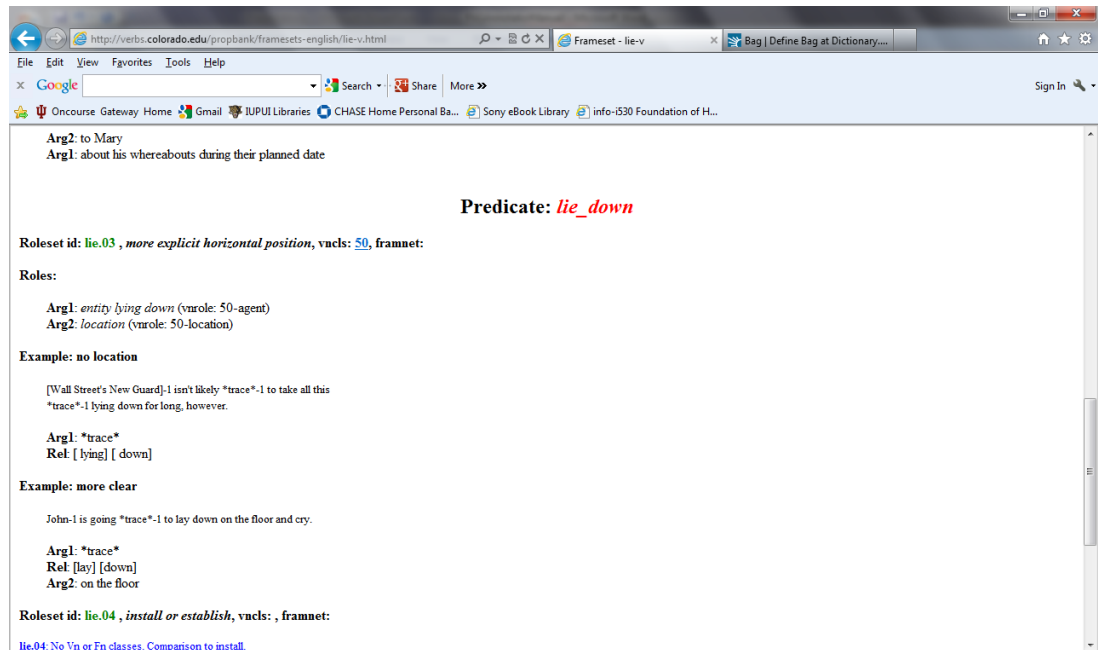 http://verbs.colorado.edu/propbank/framesets-english/lie-v.html
Frameset - lie-v
Bag | Define Bag at Dictionary....
File Edit View Favorites Tools Help
x Google Search Share More »
Sign In
Oncourse Gateway Home Gmail IUPUI Libraries CHASE Home Personal Ba... Sony eBook Library info-i530 Foundation of H...
Arg2: to Mary
Arg1: about his whereabouts during their planned date
Predicate: lie_down
Roleset id: lie.03 , more explicit horizontal position, vncls: 50, framnet:
Roles:
Arg1: entity lying down (vnrole: 50-agent)
Arg2: location (vnrole: 50-location)
Example: no location
[Wall Street's New Guard]-1 isn't likely *trace*-1 to take all this
*trace*-1 lying down for long, however.
Arg1: *trace*
Rel: [ lying] [ down]
Example: more clear
John-1 is going *trace*-1 to lay down on the floor and cry.
Arg1: *trace*
Rel: [lay] [down]
Arg2: on the floor
Roleset id: lie.04 , install or establish, vncls: , framnet:
lie.04: No Vn or Fn classes. Comparison to install.